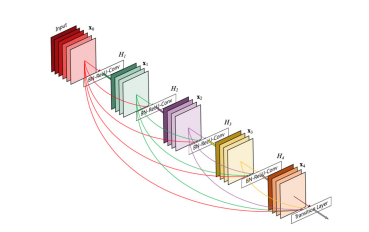 Input
x0
H1
x1
BN-ReLU-Conv
H2
x2
BN-ReLU-Conv
H3
x3
BN-ReLU-Conv
H4
x4
BN-ReLU-Conv
Transition Layer